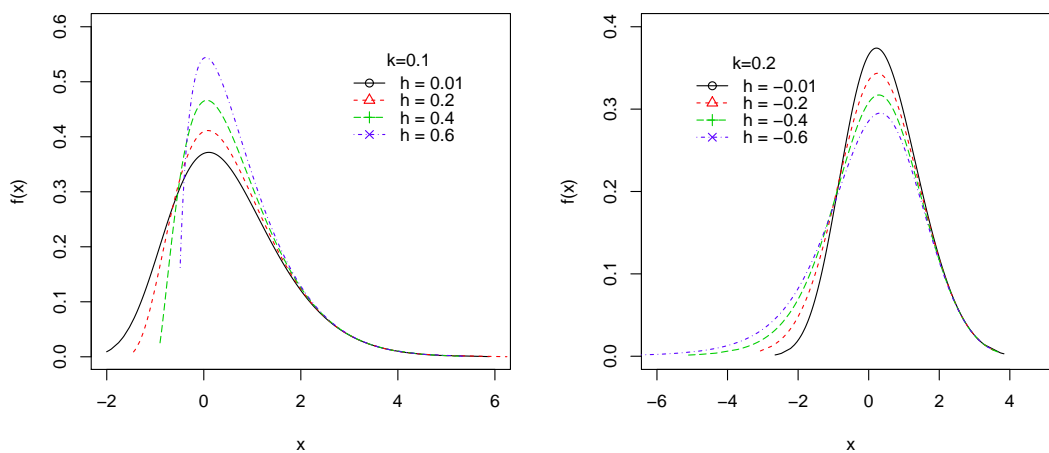 k=0.1
h = 0.01
h = 0.2
h = 0.4
h = 0.6
f(x)
0.0
0.1
0.2
0.3
0.4
0.5
0.6
−2
0
2
4
6
x
k=0.2
h = −0.01
h = −0.2
h = −0.4
h = −0.6
f(x)
0.0
0.1
0.2
0.3
0.4
−6
−4
−2
0
2
4
x